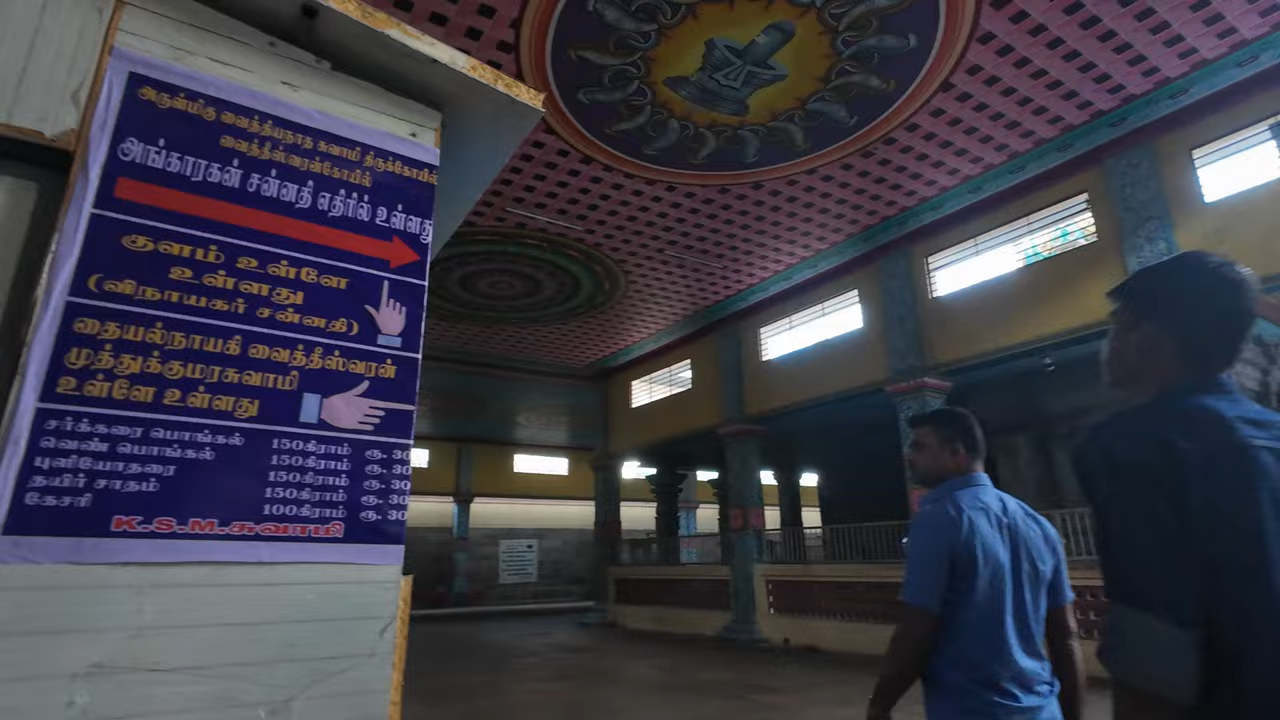 அருள்மிகு வைத்தியநாத சுவாமி திருக்கோயில்
வைத்தீஸ்வரன்கோயில்
அங்காரகன் சன்னதி எதிரில் உள்ளது
குளம் உள்ளே
உள்ளது
(விநாயகர் சன்னதி)
தையல்நாயகி வைத்தீஸ்வரன்
முத்துக்குமரசுவாமி
உள்ளே உள்ளது
சர்க்கரை பொங்கல் 150கிராம் ரூ. 30
வெண் பொங்கல் 150கிராம் ரூ. 30
புளியோதரை 150கிராம் ரூ. 30
தயிர் சாதம் 150கிராம் ரூ. 30
கேசரி 100கிராம் ரூ. 30
K.S.M.சுவாமி